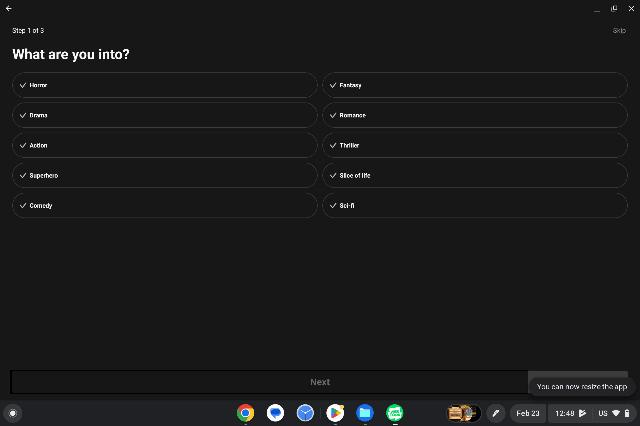 Step 1 of 3
Skip
What are you into?
Horror
Fantasy
Drama
Romance
Action
Thriller
Superhero
Slice of life
Comedy
Sci-fi
Next
You can now resize the app
Feb 23
12:48
US